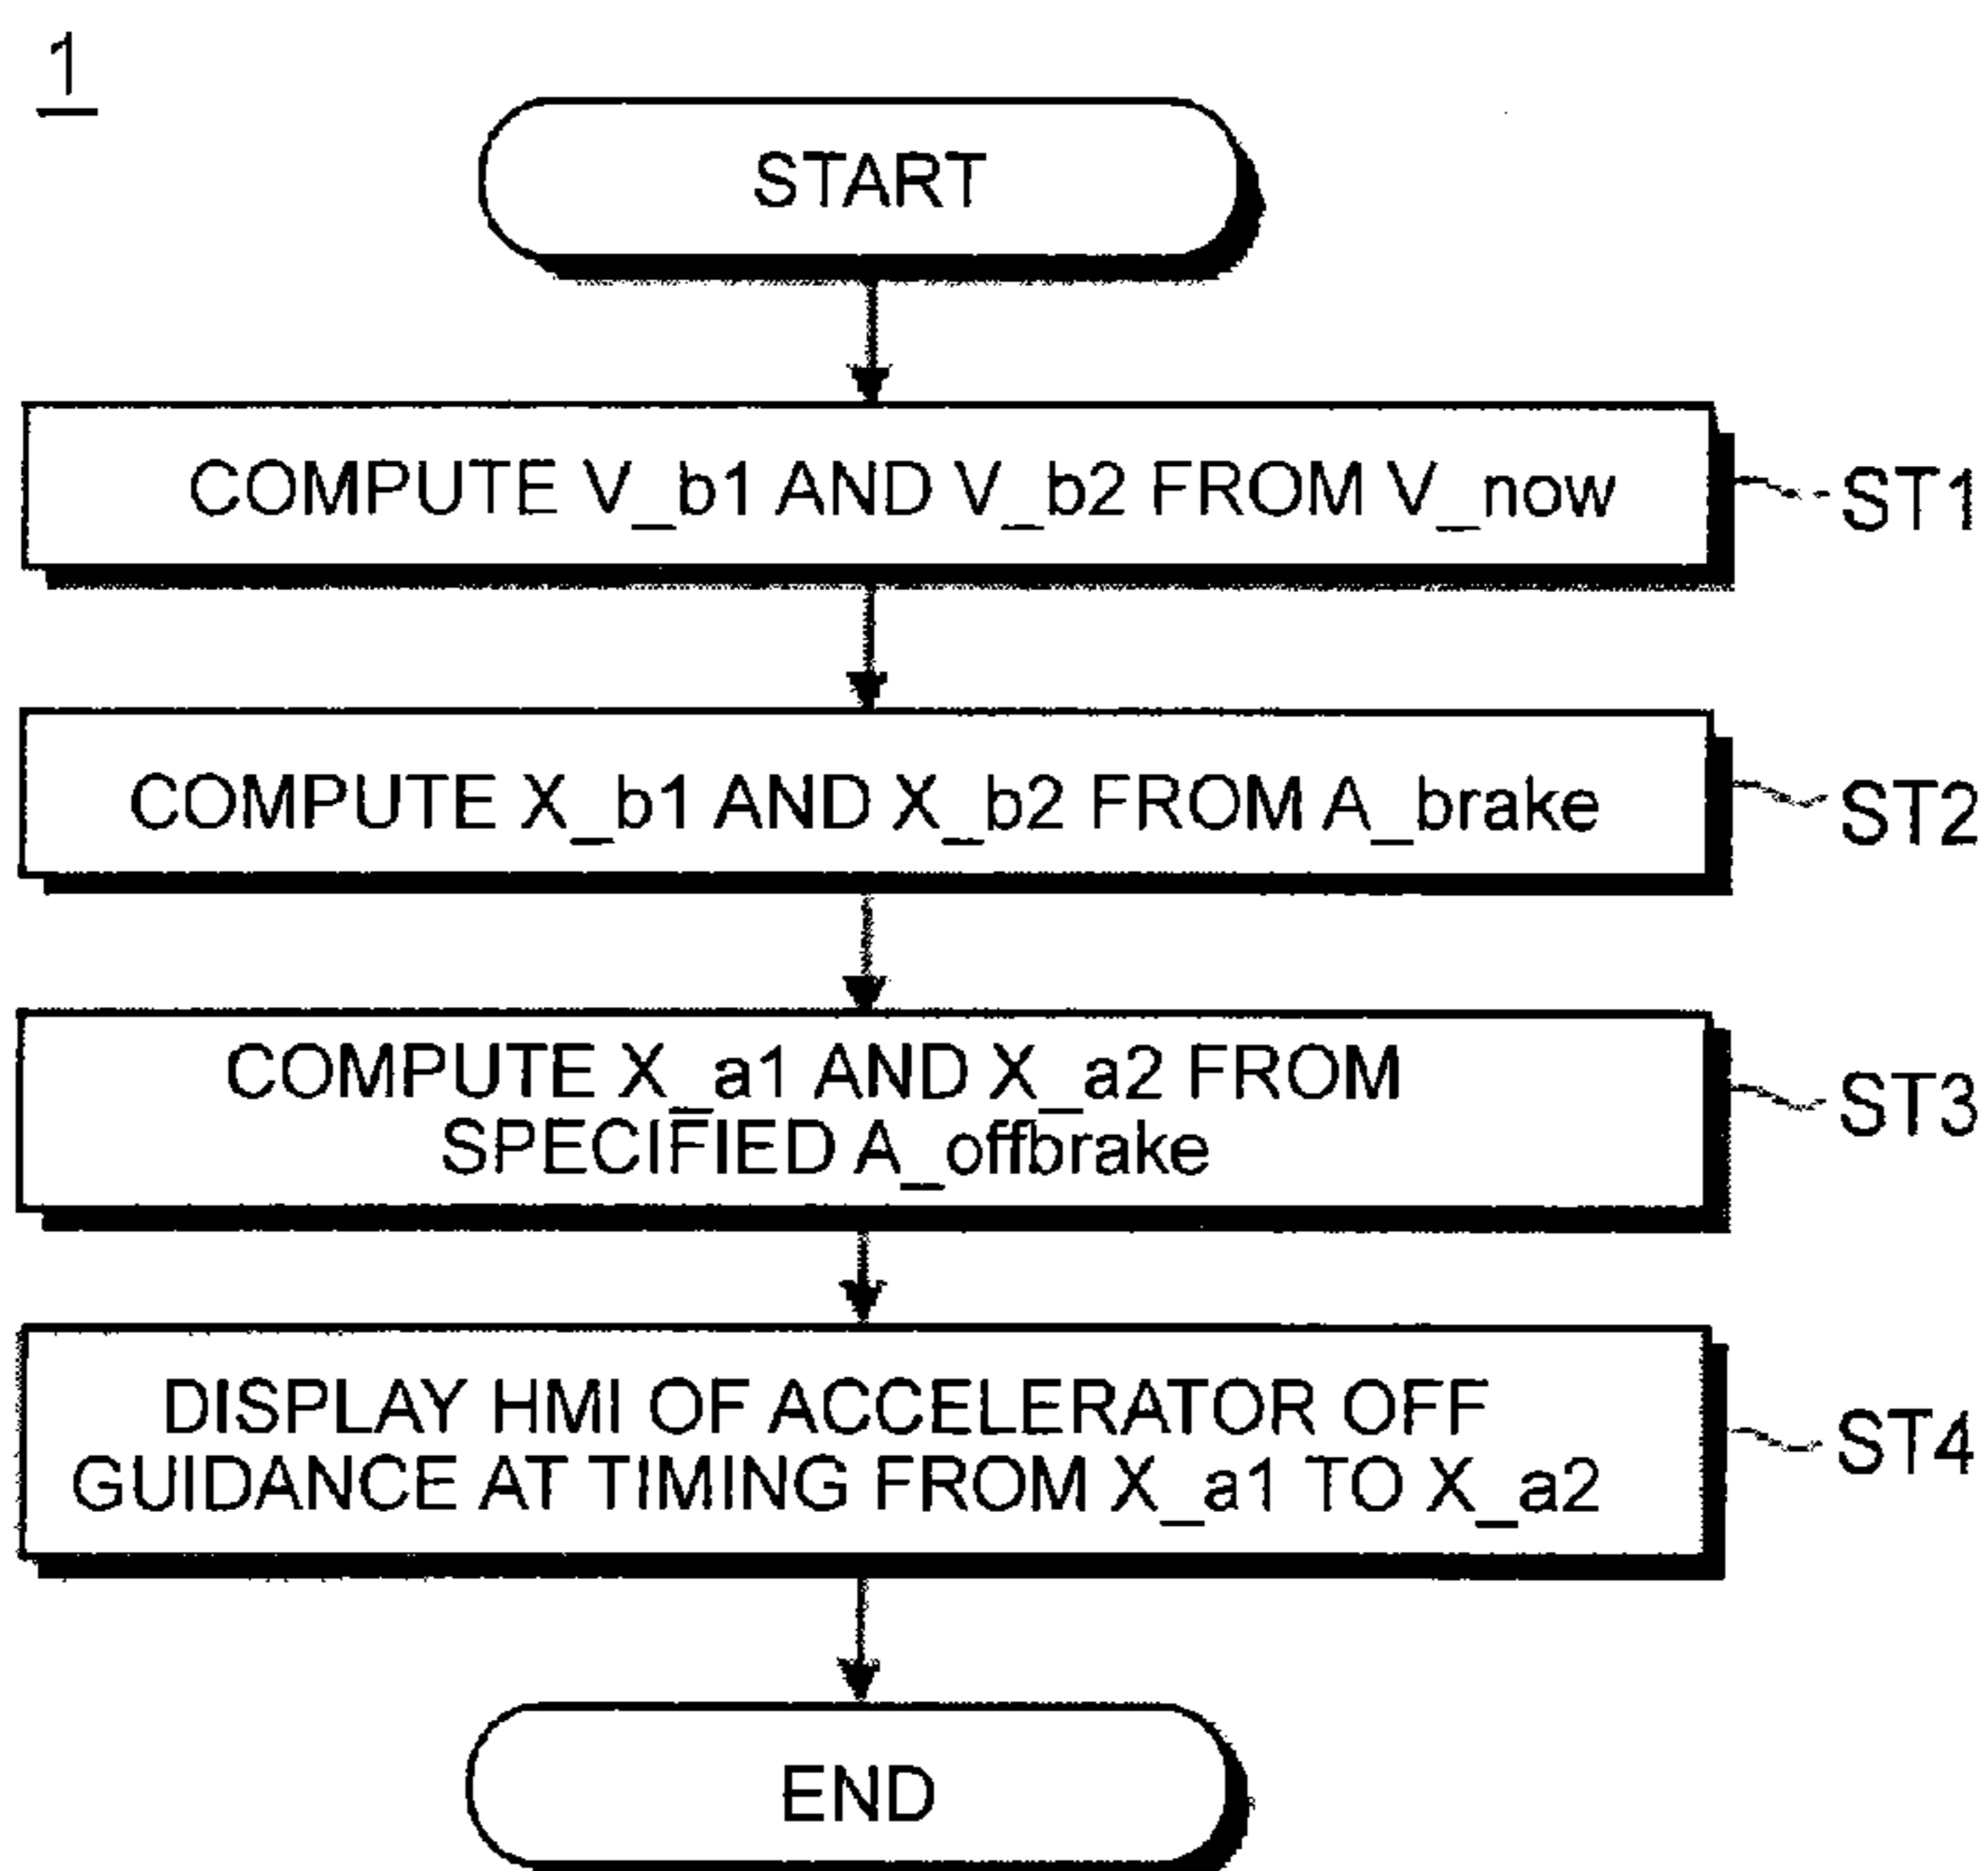 1
START
COMPUTE V_b1 AND V_b2 FROM V_now
ST1
COMPUTE X_b1 AND X_b2 FROM A_brake
ST2
COMPUTE X_a1 AND X_a2 FROM
SPECIFIED A_offbrake
ST3
DISPLAY HMI OF ACCELERATOR OFF
GUIDANCE AT TIMING FROM X_a1 TO X_a2
ST4
END